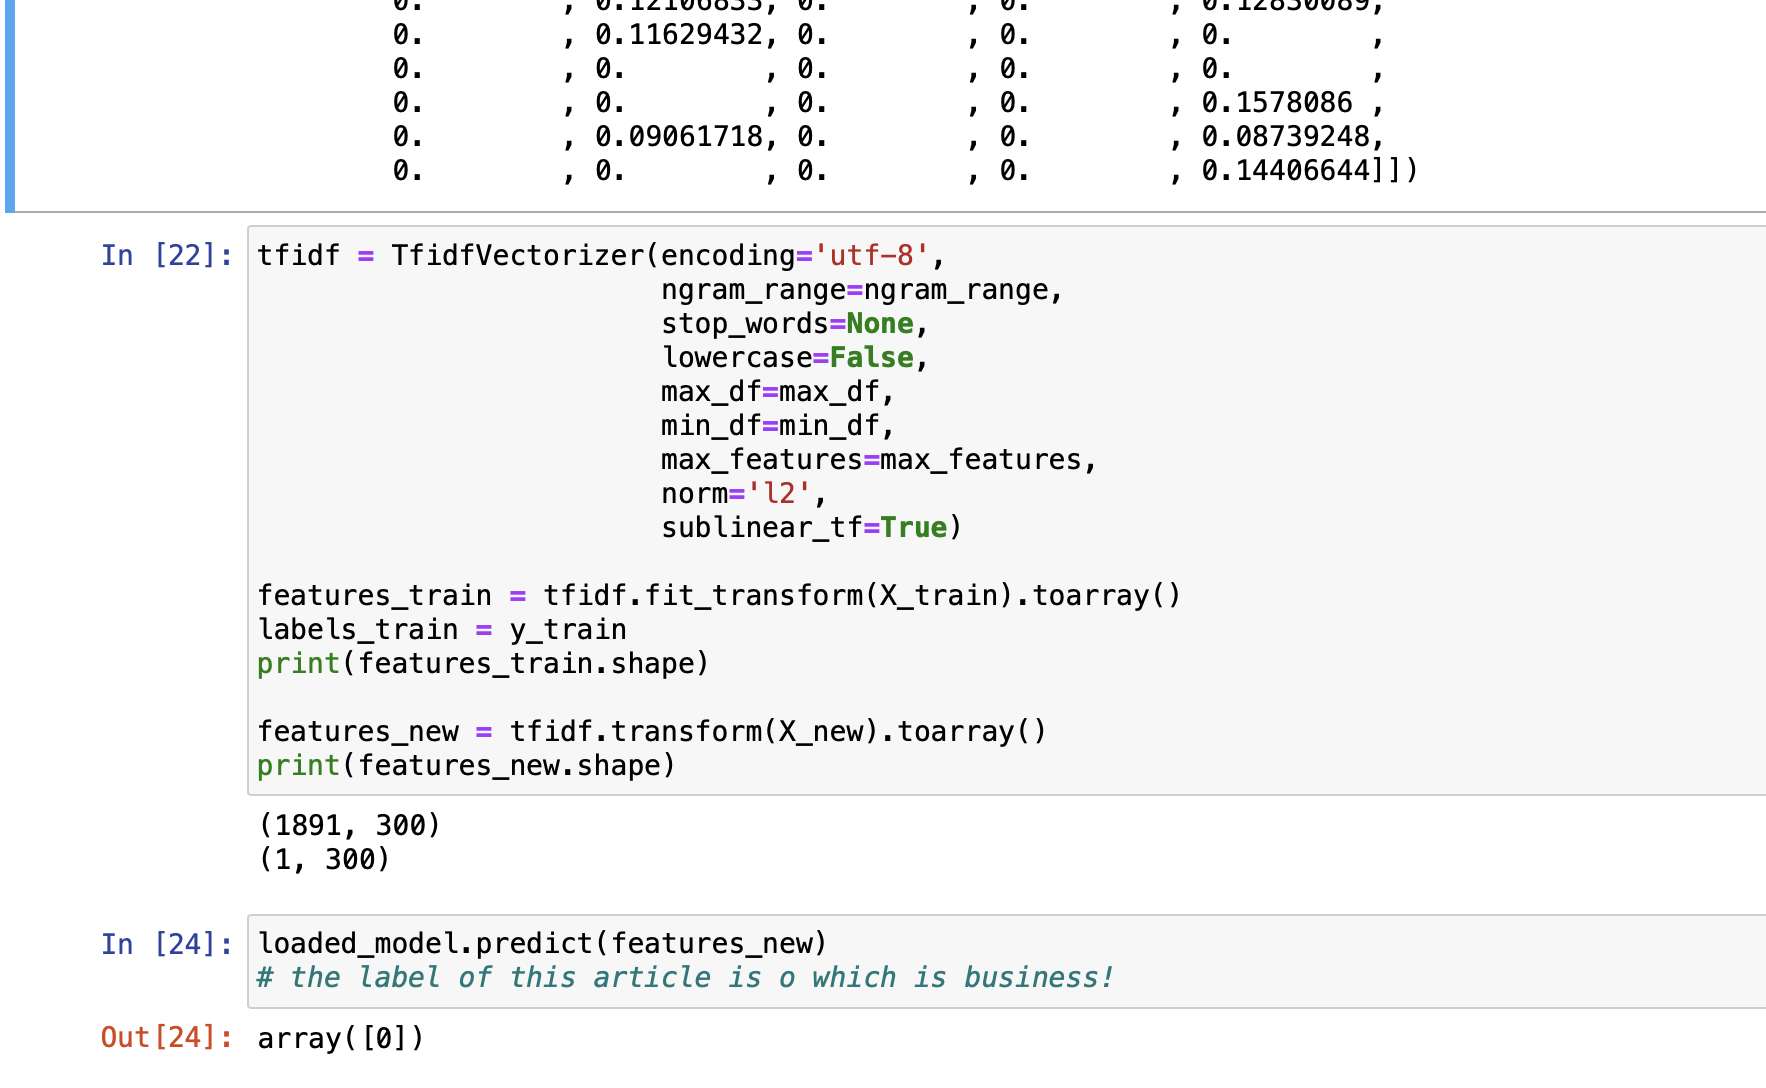 0.        , 0.12106833, 0.        , 0.        , 0.12830089,
0.        , 0.11629432, 0.        , 0.        , 0.        ,
0.        , 0.        , 0.        , 0.        , 0.        ,
0.        , 0.        , 0.        , 0.        , 0.1578086 ,
0.        , 0.09061718, 0.        , 0.        , 0.08739248,
0.        , 0.        , 0.        , 0.        , 0.14406644]])
In [22]: tfidf = TfidfVectorizer(encoding='utf-8',
                        ngram_range=ngram_range,
                        stop_words=None,
                        lowercase=False,
                        max_df=max_df,
                        min_df=min_df,
                        max_features=max_features,
                        norm='l2',
                        sublinear_tf=True)
features_train = tfidf.fit_transform(X_train).toarray()
labels_train = y_train
print(features_train.shape)
features_new = tfidf.transform(X_new).toarray()
print(features_new.shape)
(1891, 300)
(1, 300)
In [24]: loaded_model.predict(features_new)
# the label of this article is o which is business!
Out[24]: array([0])